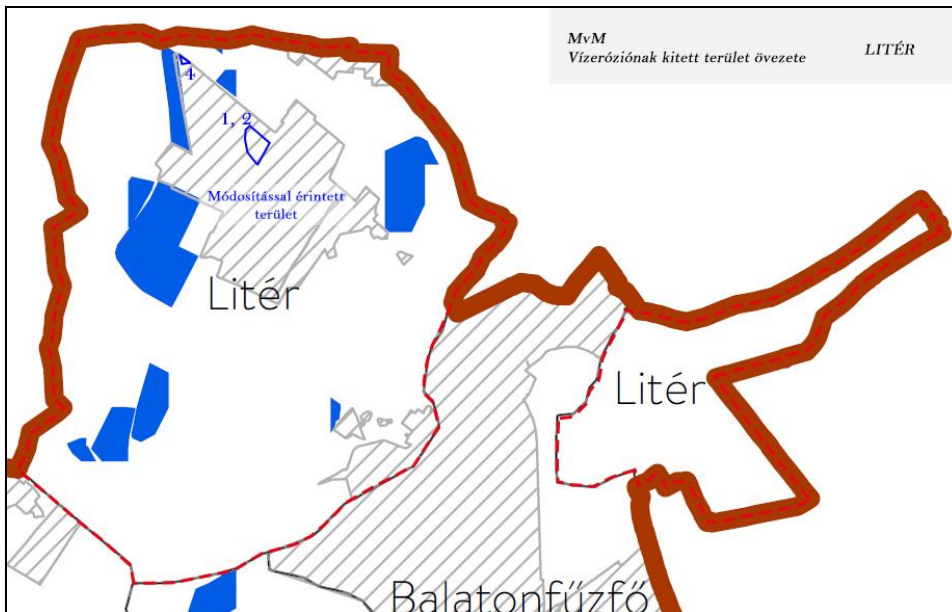 MvM
Vízeróziónak kitett terület övezete
LITÉR
4
1, 2
Módosítással érintett
terület
Litér
Litér
Balatonfűzfő